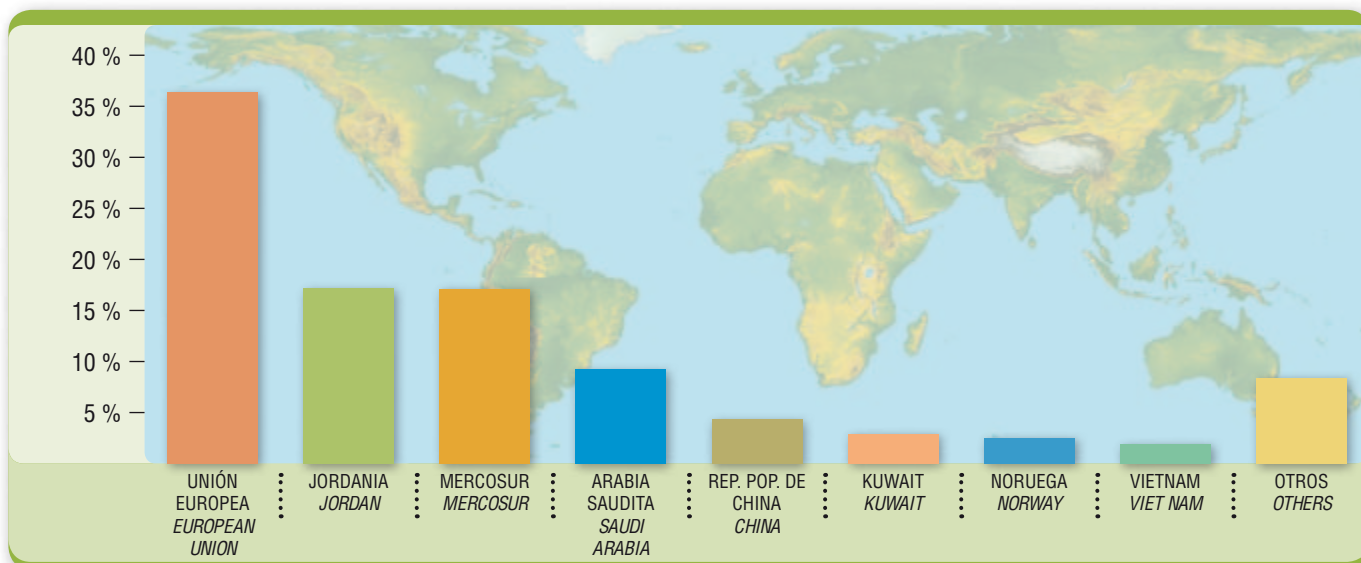 40 %
35 %
30 %
25 %
20 %
15 %
10 %
5 %
UNIÓN
EUROPEA
EUROPEAN
UNION
JORDANIA
JORDAN
MERCOSUR
MERCOSUR
ARABIA
SAUDITA
SAUDI
ARABIA
REP. POP. DE
CHINA
CHINA
KUWAIT
KUWAIT
NORUEGA
NORWAY
VIETNAM
VIET NAM
OTROS
OTHERS